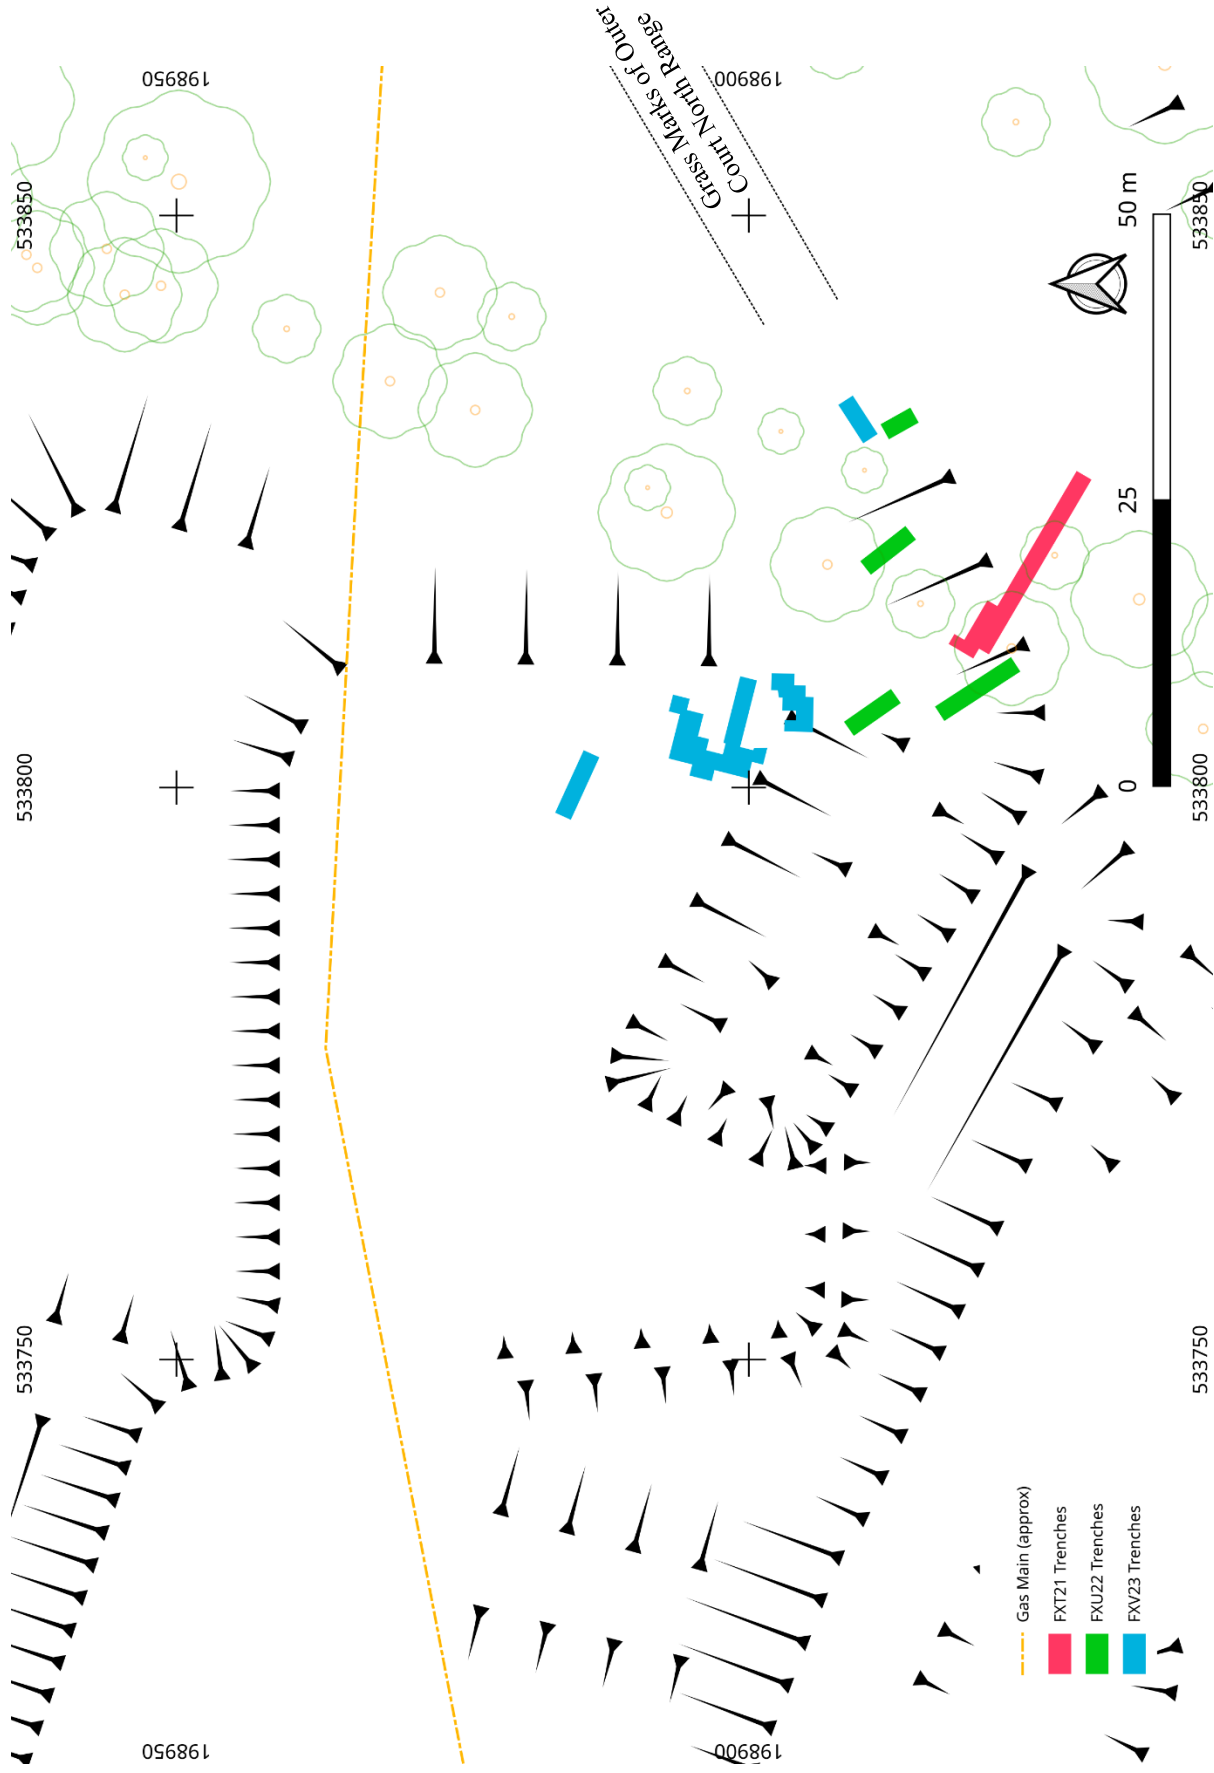 198950
198900
Grass Marks of Outer
Court North Range
533850
533850
50 m
25
0
533800
533800
533750
533750
Gas Main (approx)
FXT21 Trenches
FXU22 Trenches
FXV23 Trenches
198950
198900